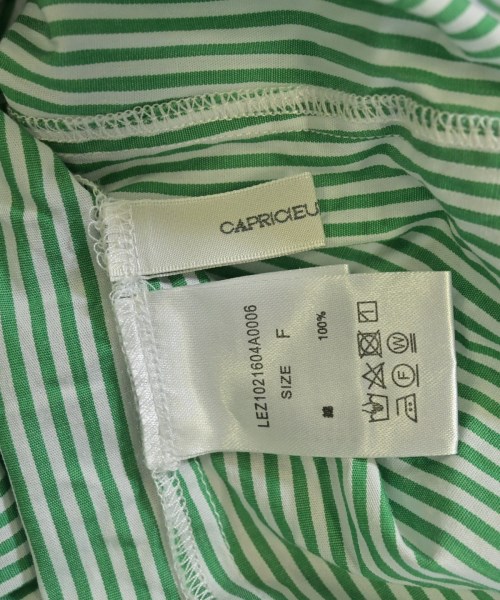 CAPRICIEU
LEZ1021604A0006
SIZE F
綿 100%
F W